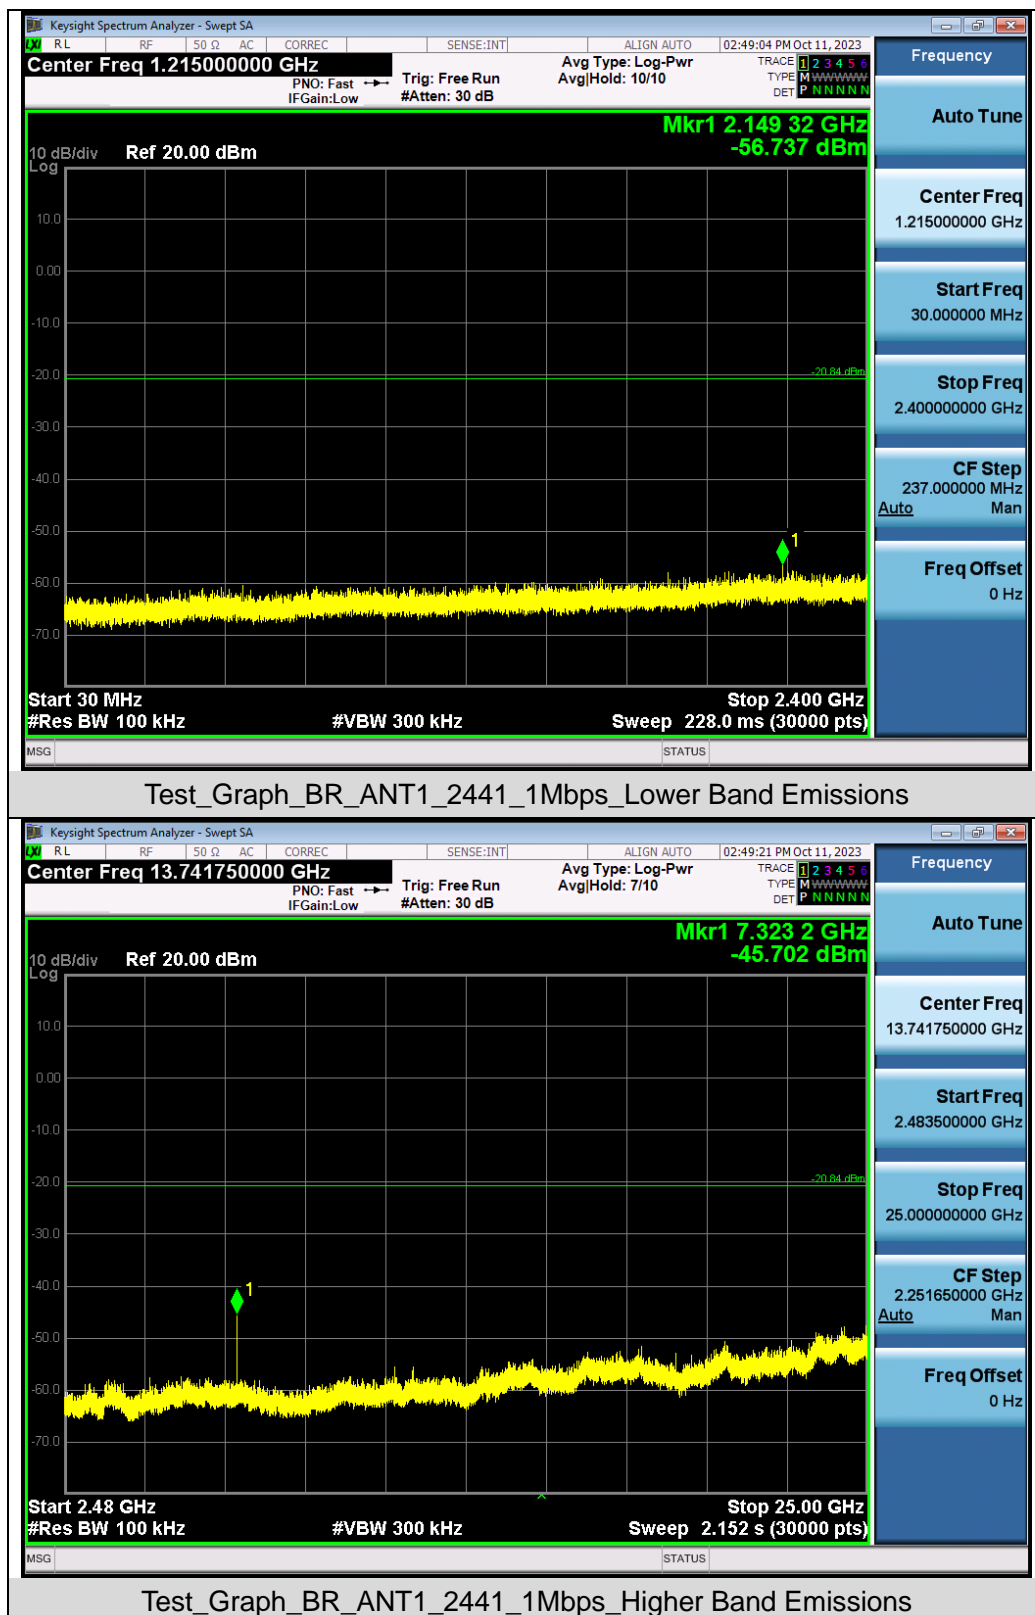 Keysight Spectrum Analyzer - Swept SA
LXI RL RF 50 Ω AC CORREC SENSE:INT ALIGN AUTO 02:49:04 PM Oct 11, 2023
Center Freq 1.215000000 GHz
PNO: Fast
IFGain:Low
Trig: Free Run
#Atten: 30 dB
Avg Type: Log-Pwr
Avg|Hold: 10/10
TRACE 1 2 3 4 5 6
TYPE M WWWWW
DET P N N N N N
Mkr1 2.149 32 GHz
-56.737 dBm
10 dB/div Ref 20.00 dBm
Log
10.0
0.00
-10.0
-20.0
-20.84 dBm
-30.0
-40.0
-50.0
1
-60.0
-70.0
Start 30 MHz Stop 2.400 GHz
#Res BW 100 kHz #VBW 300 kHz Sweep 228.0 ms (30000 pts)
MSG STATUS
Frequency
Auto Tune
Center Freq
1.215000000 GHz
Start Freq
30.000000 MHz
Stop Freq
2.400000000 GHz
CF Step
237.000000 MHz
Auto Man
Freq Offset
0 Hz
Test_Graph_BR_ANT1_2441_1Mbps_Lower Band Emissions
Keysight Spectrum Analyzer - Swept SA
LXI RL RF 50 Ω AC CORREC SENSE:INT ALIGN AUTO 02:49:21 PM Oct 11, 2023
Center Freq 13.741750000 GHz
PNO: Fast
IFGain:Low
Trig: Free Run
#Atten: 30 dB
Avg Type: Log-Pwr
Avg|Hold: 7/10
TRACE 1 2 3 4 5 6
TYPE M WWWWW
DET P N N N N N
Mkr1 7.323 2 GHz
-45.702 dBm
10 dB/div Ref 20.00 dBm
Log
10.0
0.00
-10.0
-20.0
-20.84 dBm
-30.0
-40.0
1
-50.0
-60.0
-70.0
Start 2.48 GHz Stop 25.00 GHz
#Res BW 100 kHz #VBW 300 kHz Sweep 2.152 s (30000 pts)
MSG STATUS
Frequency
Auto Tune
Center Freq
13.741750000 GHz
Start Freq
2.483500000 GHz
Stop Freq
25.000000000 GHz
CF Step
2.251650000 GHz
Auto Man
Freq Offset
0 Hz
Test_Graph_BR_ANT1_2441_1Mbps_Higher Band Emissions